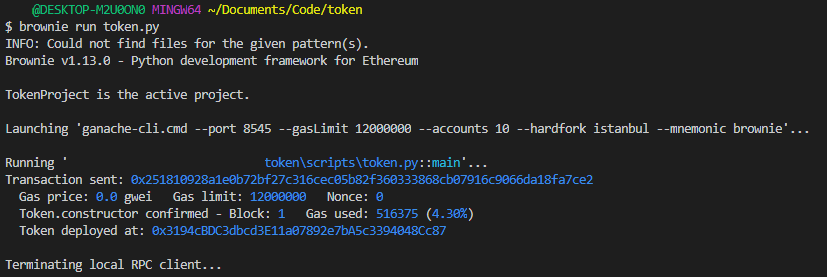 @DESKTOP-M2U0ON0 MINGW64 ~/Documents/Code/token
$ brownie run token.py
INFO: Could not find files for the given pattern(s).
Brownie v1.13.0 - Python development framework for Ethereum
TokenProject is the active project.
Launching 'ganache-cli.cmd --port 8545 --gasLimit 12000000 --accounts 10 --hardfork istanbul --mnemonic brownie'...
Running ' token\scripts\token.py::main'...
Transaction sent: 0x251810928a1e0b72bf27c316cec05b82f360333868cb07916c9066da18fa7ce2
Gas price: 0.0 gwei Gas limit: 12000000 Nonce: 0
Token.constructor confirmed - Block: 1 Gas used: 516375 (4.30%)
Token deployed at: 0x3194cBDC3dbcd3E11a07892e7bA5c3394048Cc87
Terminating local RPC client...